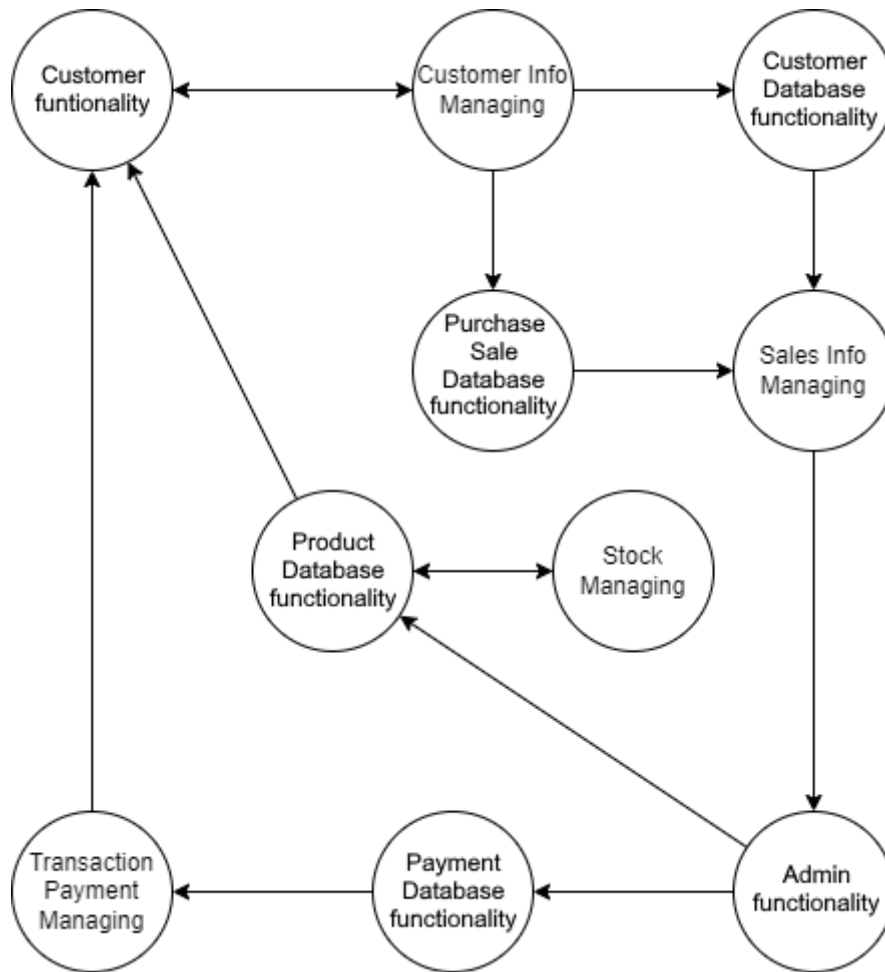 Customer
funtionality
Customer Info
Managing
Customer
Database
functionality
Purchase
Sale
Database
functionality
Sales Info
Managing
Product
Database
functionality
Stock
Managing
Transaction
Payment
Managing
Payment
Database
functionality
Admin
functionality